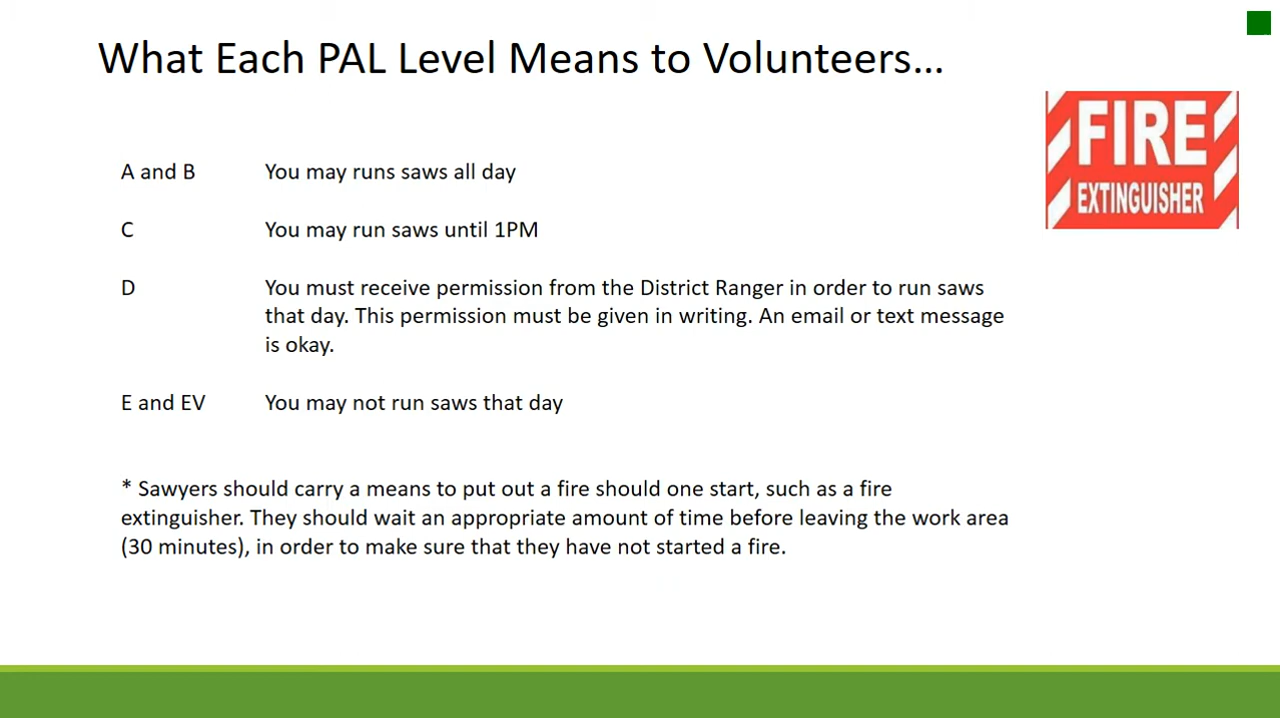 What Each PAL Level Means to Volunteers…
FIRE
EXTINGUISHER
A and B You may runs saws all day
C You may run saws until 1PM
D You must receive permission from the District Ranger in order to run saws
that day. This permission must be given in writing. An email or text message
is okay.
E and EV You may not run saws that day
* Sawyers should carry a means to put out a fire should one start, such as a fire
extinguisher. They should wait an appropriate amount of time before leaving the work area
(30 minutes), in order to make sure that they have not started a fire.